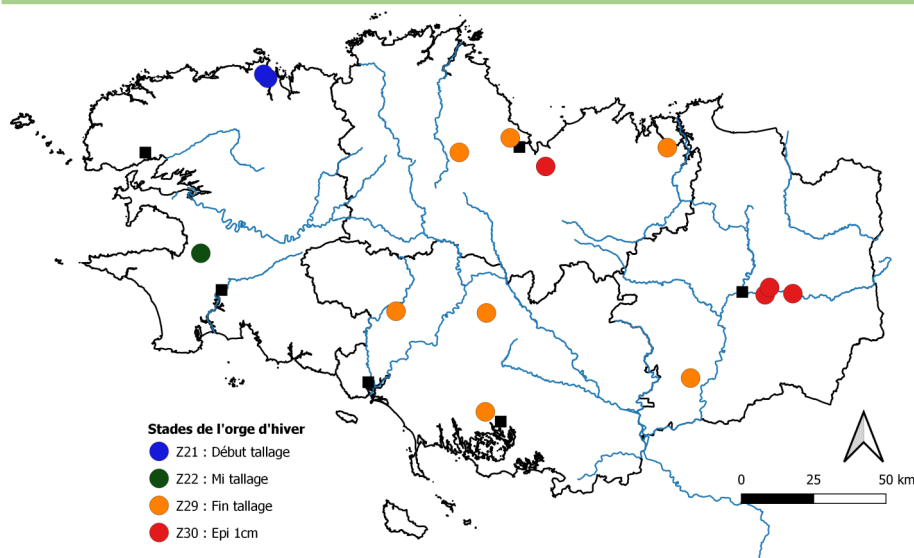 Stades de l'orge d'hiver
Z21 : Début tallage
Z22 : Mi tallage
Z29 : Fin tallage
Z30 : Epi 1cm
0 25 50 km